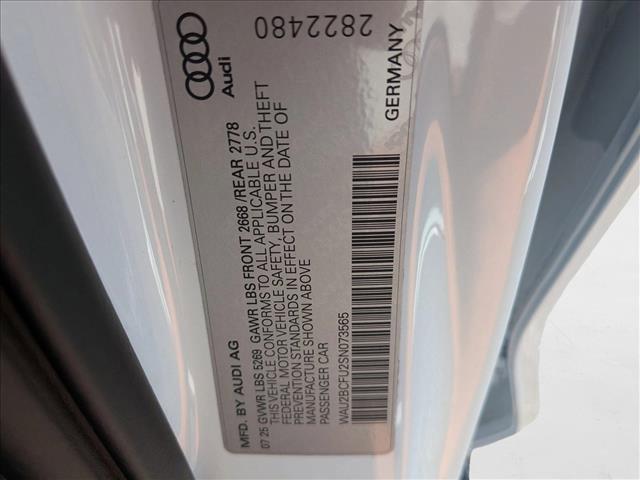 MFD. BY AUDI AG
07 25 GVWR LBS 5269 GAWR LBS FRONT 2668 /REAR 2778
THIS VEHICLE CONFORMS TO ALL APPLICABLE U.S.
FEDERAL MOTOR VEHICLE SAFETY, BUMPER AND THEFT
PREVENTION STANDARDS IN EFFECT ON THE DATE OF
MANUFACTURE SHOWN ABOVE
PASSENGER CAR
WAU2BCFU2SN073565
Audi
2822480
GERMANY